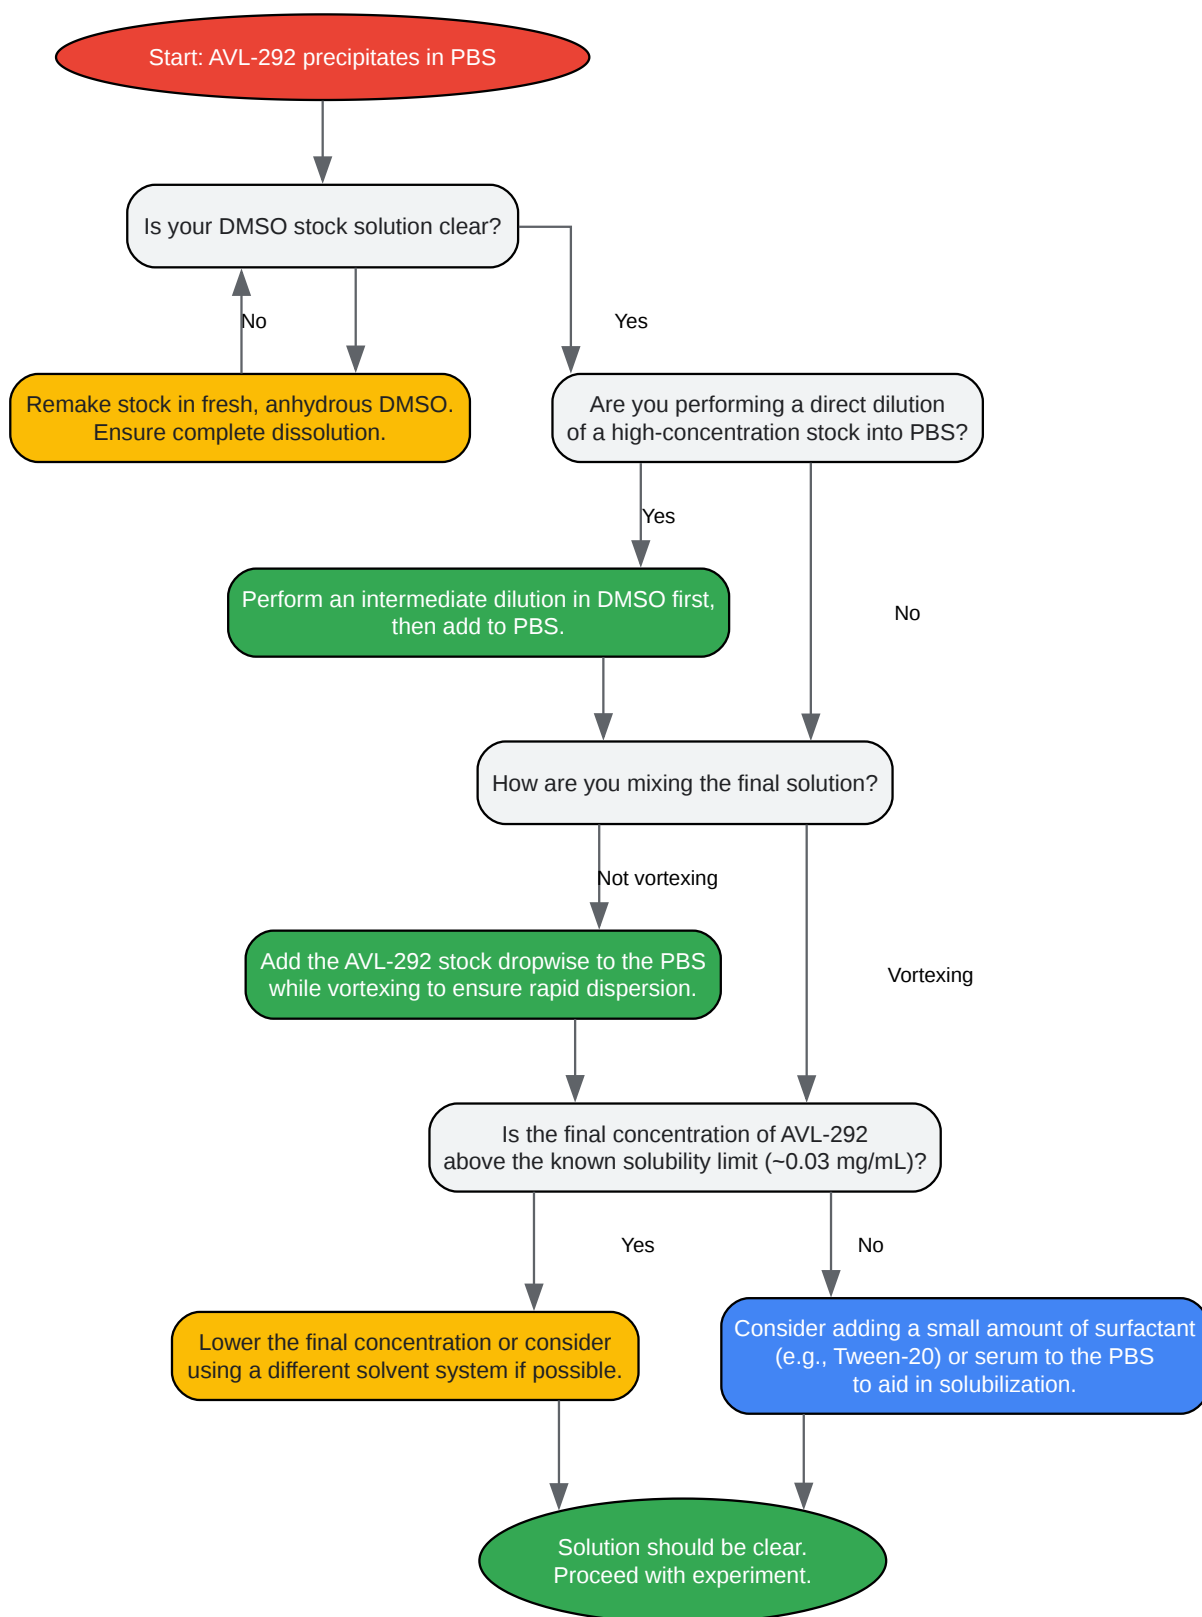 Start: AVL-292 precipitates in PBS
Is your DMSO stock solution clear?
No
Yes
Remake stock in fresh, anhydrous DMSO.
Ensure complete dissolution.
Are you performing a direct dilution
of a high-concentration stock into PBS?
Yes
Perform an intermediate dilution in DMSO first,
then add to PBS.
No
How are you mixing the final solution?
Not vortexing
Add the AVL-292 stock dropwise to the PBS
while vortexing to ensure rapid dispersion.
Vortexing
Is the final concentration of AVL-292
above the known solubility limit (~0.03 mg/mL)?
Yes
No
Lower the final concentration or consider
using a different solvent system if possible.
Consider adding a small amount of surfactant
(e.g., Tween-20) or serum to the PBS
to aid in solubilization.
Solution should be clear.
Proceed with experiment.